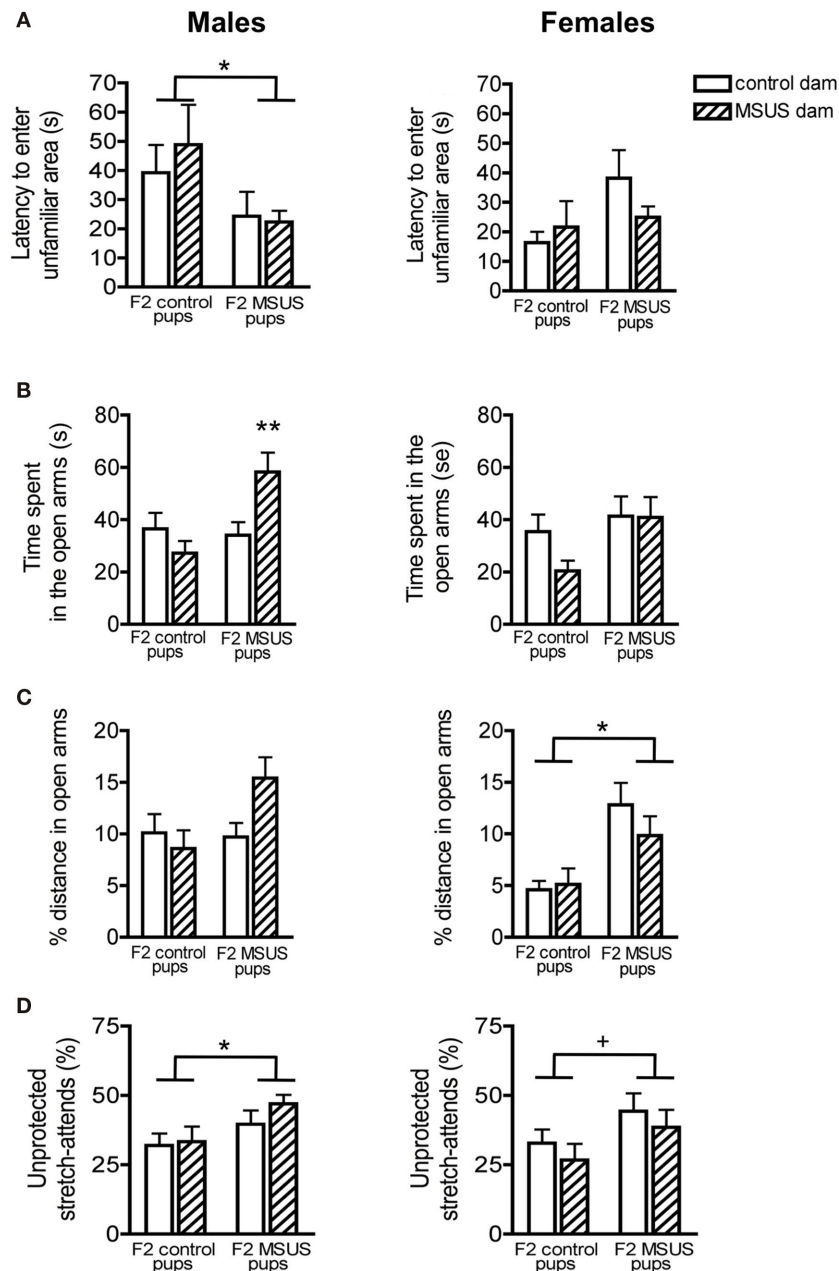 A
Males
Females
control dam
MSUS dam
Latency to enter
unfamiliar area (s)
70
60
50
40
30
20
10
0
*
F2 control
pups
F2 MSUS
pups
Latency to enter
unfamiliar area (s)
70
60
50
40
30
20
10
0
F2 control
pups
F2 MSUS
pups
B
Time spent
in the open arms (s)
80
60
40
20
0
**
F2 control
pups
F2 MSUS
pups
Time spent in the
open arms (se)
80
60
40
20
0
F2 control
pups
F2 MSUS
pups
C
% distance in open arms
20
15
10
5
0
F2 control
pups
F2 MSUS
pups
% distance in open arms
20
15
10
5
0
*
F2 control
pups
F2 MSUS
pups
D
Unprotected
stretch-attends (%)
75
50
25
0
*
F2 control
pups
F2 MSUS
pups
Unprotected
stretch-attends (%)
75
50
25
0
+
F2 control
pups
F2 MSUS
pups